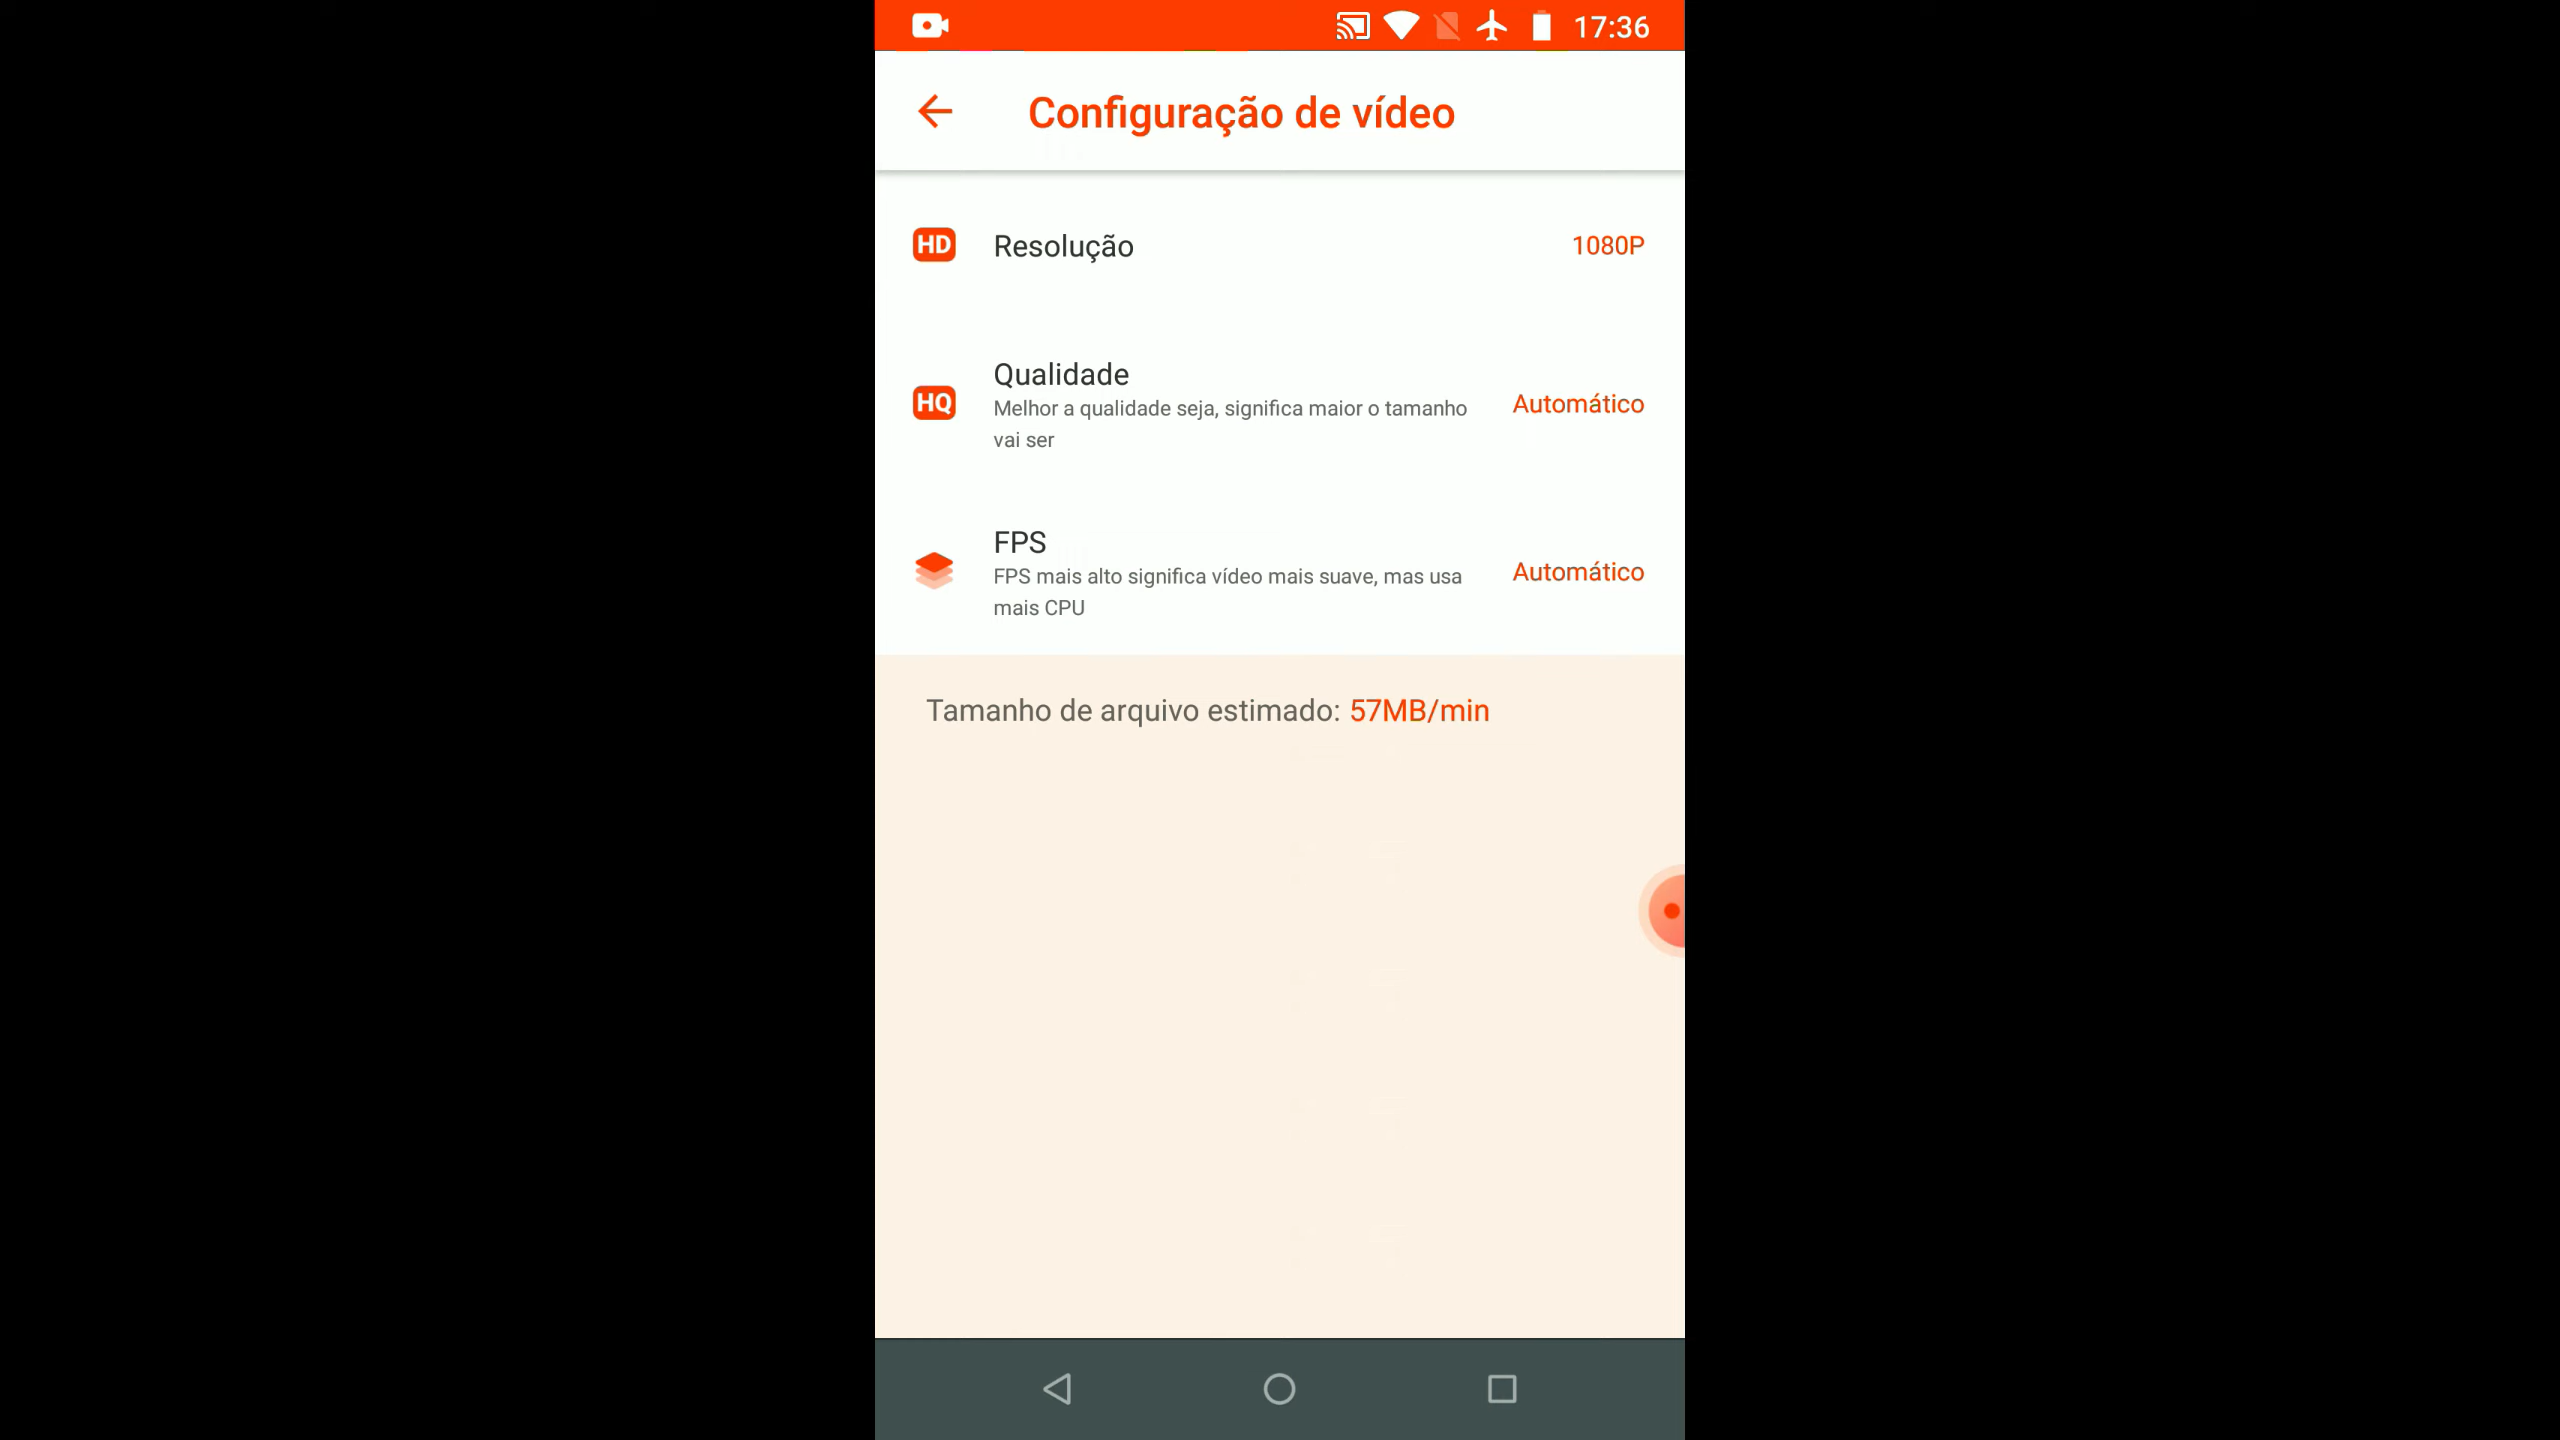 17:36
Configuração de vídeo
HD Resolução 1080P
Qualidade
HQ Melhor a qualidade seja, significa maior o tamanho Automático
vai ser
FPS
FPS mais alto significa vídeo mais suave, mas usa Automático
mais CPU
Tamanho de arquivo estimado: 57MB/min